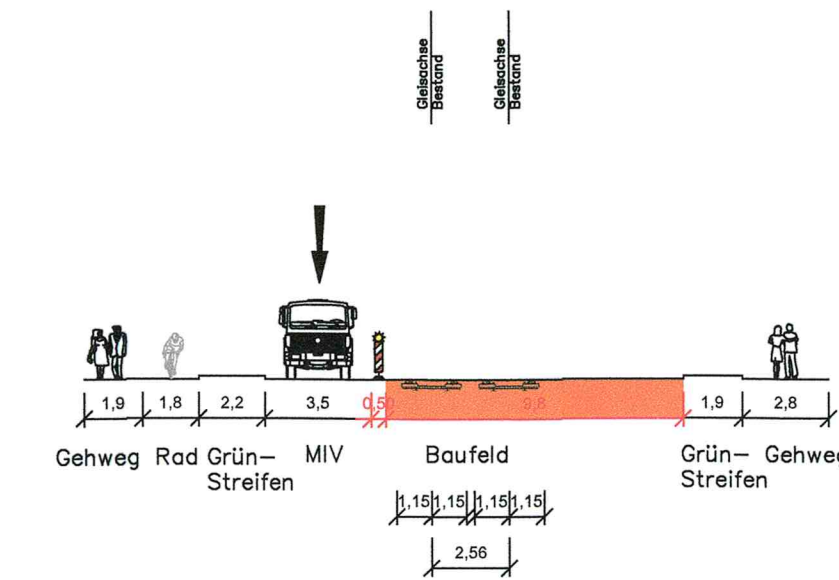 Gleisachse
Bestand
Gleisachse
Bestand
1,9 1,8 2,2 3,5 0,50 9,8 1,9 2,8
Gehweg Rad Grün- MIV Baufeld Grün- Gehweg
Streifen Streifen
1,15 1,15 1,15 1,15
2,56